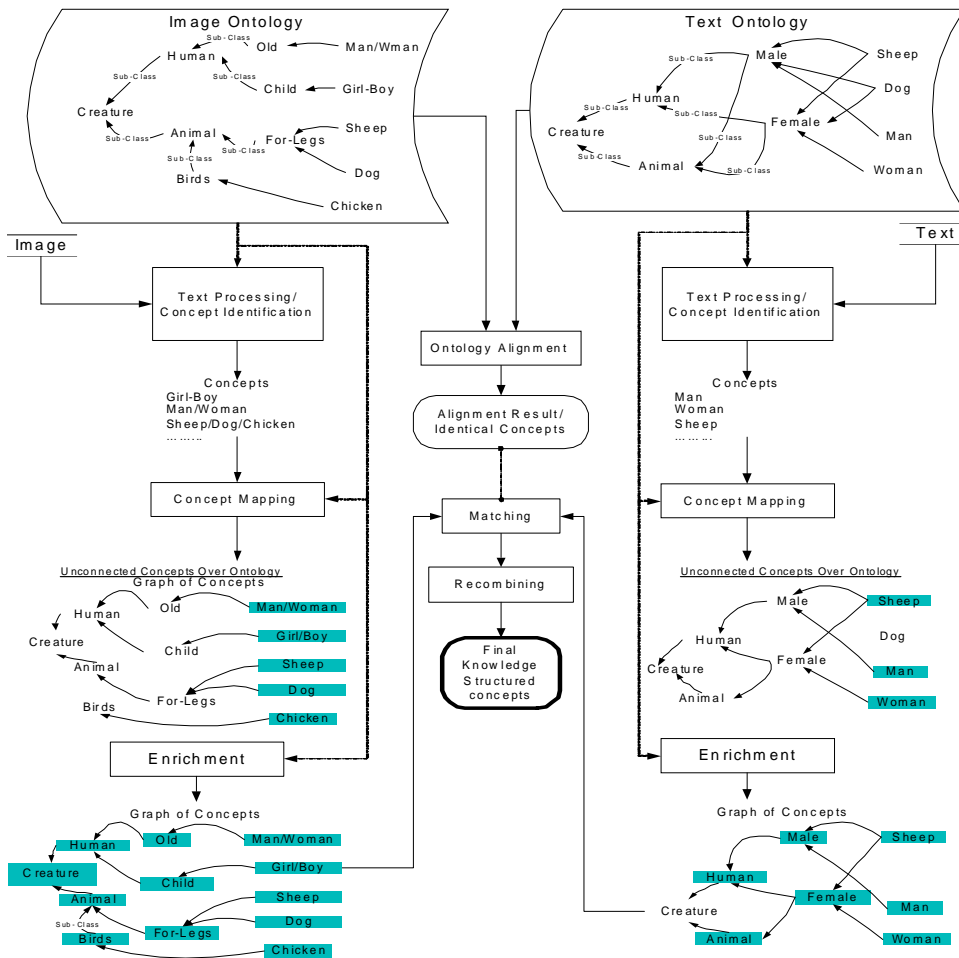 Image Ontology
Old
Man/Wman
Sub-Class
Human
Sub-Class
Sub-Class
Child
Girl-Boy
Creature
Sub-Class
Animal
Sub-Class
For-Legs
Sheep
Sub-Class
Birds
Dog
Chicken
Text Ontology
Male
Sheep
Sub-Class
Sub-Class
Dog
Human
Sub-Class
Female
Creature
Sub-Class
Man
Sub-Class
Animal
Sub-Class
Woman
Image
Text
Text Processing/
Concept Identification
Text Processing/
Concept Identification
Ontology Alignment
Concepts
Girl-Boy
Man/Woman
Sheep/Dog/Chicken
.........
Alignment Result/
Identical Concepts
Concepts
Man
Woman
Sheep
.........
Concept Mapping
Matching
Concept Mapping
Recombining
Final
Knowledge
Structured
concepts
Unconnected Concepts Over Ontology
Graph of Concepts
Old
Man/Woman
Human
Girl/Boy
Creature
Child
Animal
Sheep
For-Legs
Dog
Birds
Chicken
Unconnected Concepts Over Ontology
Male
Sheep
Human
Dog
Creature
Female
Man
Animal
Woman
Enrichment
Enrichment
Graph of Concepts
Old
Man/Woman
Human
Girl/Boy
Creature
Child
Animal
Sheep
Sub-Class
For-Legs
Dog
Birds
Chicken
Graph of Concepts
Male
Sheep
Human
Female
Creature
Man
Animal
Woman